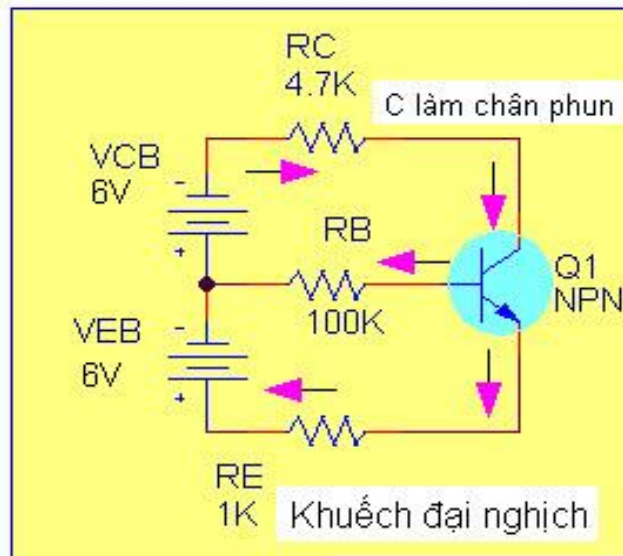 RC
4.7K
C làm chân phun
VCB
6V
-
+
RB
100K
Q1
NPN
VEB
6V
-
+
RE
1K
Khuếch đại nghịch